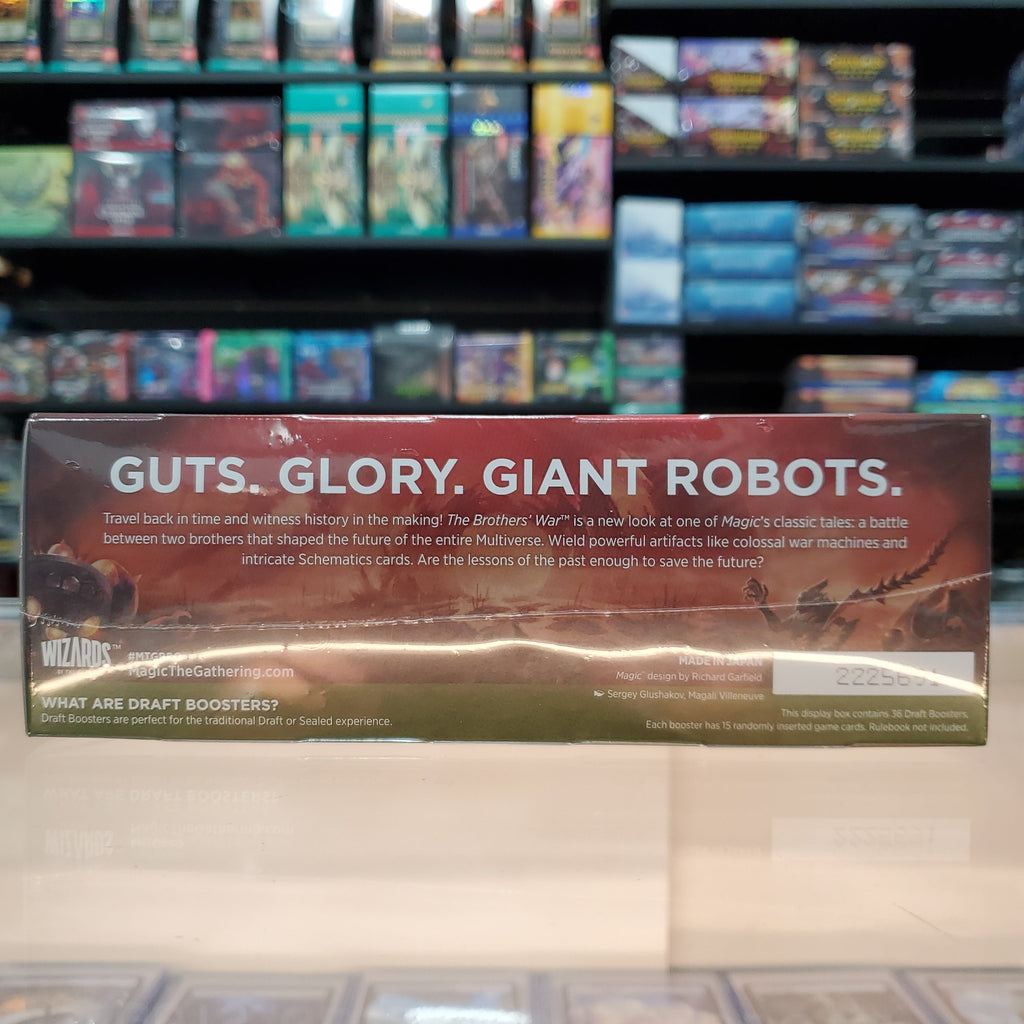 GUTS. GLORY. GIANT ROBOTS.
Travel back in time and witness history in the making! The Brothers' War™ is a new look at one of Magic's classic tales: a battle
between two brothers that shaped the future of the entire Multiverse. Wield powerful artifacts like colossal war machines and
intricate Schematics cards. Are the lessons of the past enough to save the future?
WIZARDS™
MagicTheGathering.com
MADE IN JAPAN
Magic design by Richard Garfield
Sergey Glushakov, Magali Villeneuve
WHAT ARE DRAFT BOOSTERS?
Draft Boosters are perfect for the traditional Draft or Sealed experience.
This display box contains 36 Draft Boosters.
Each booster has 15 randomly inserted game cards. Rulebook not included.